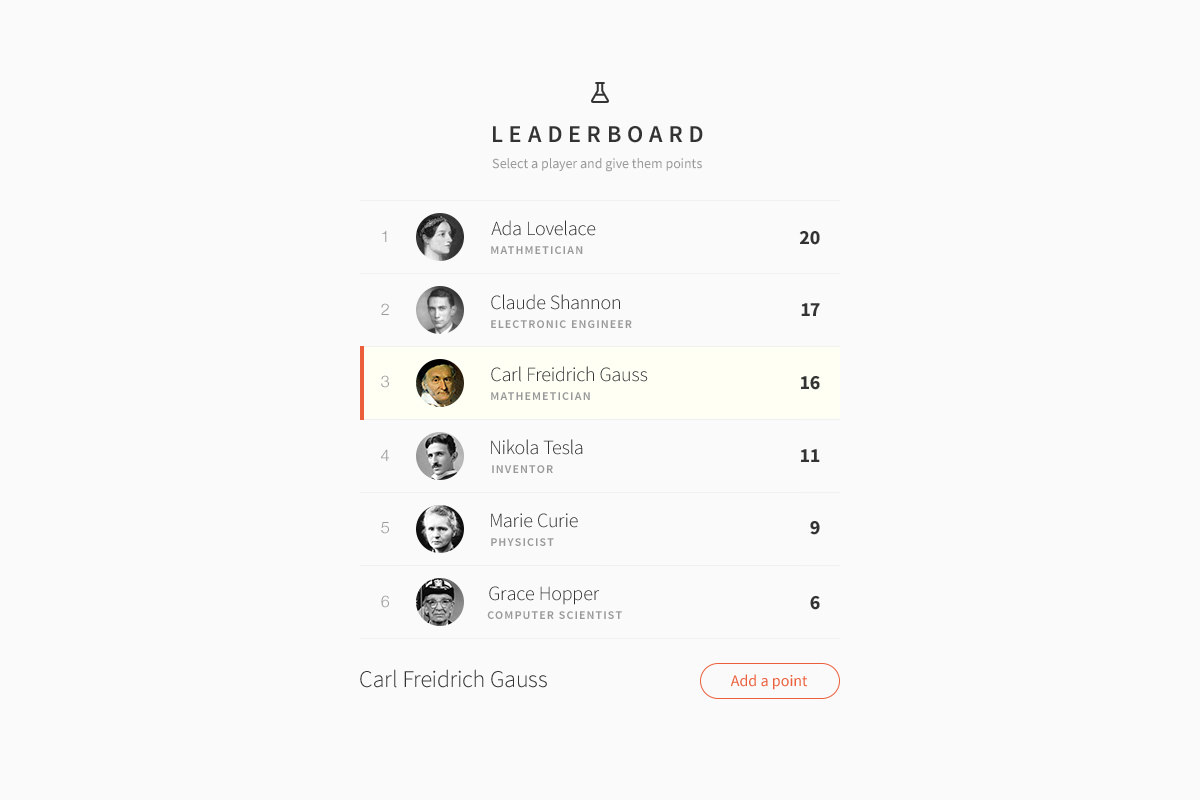 LEADERBOARD
Select a player and give them points
1
Ada Lovelace
20
MATHMETICIAN
2
Claude Shannon
17
ELECTRONIC ENGINEER
3
Carl Freidrich Gauss
16
MATHEMETICIAN
4
Nikola Tesla
11
INVENTOR
5
Marie Curie
9
PHYSICIST
6
Grace Hopper
6
COMPUTER SCIENTIST
Carl Freidrich Gauss
Add a point